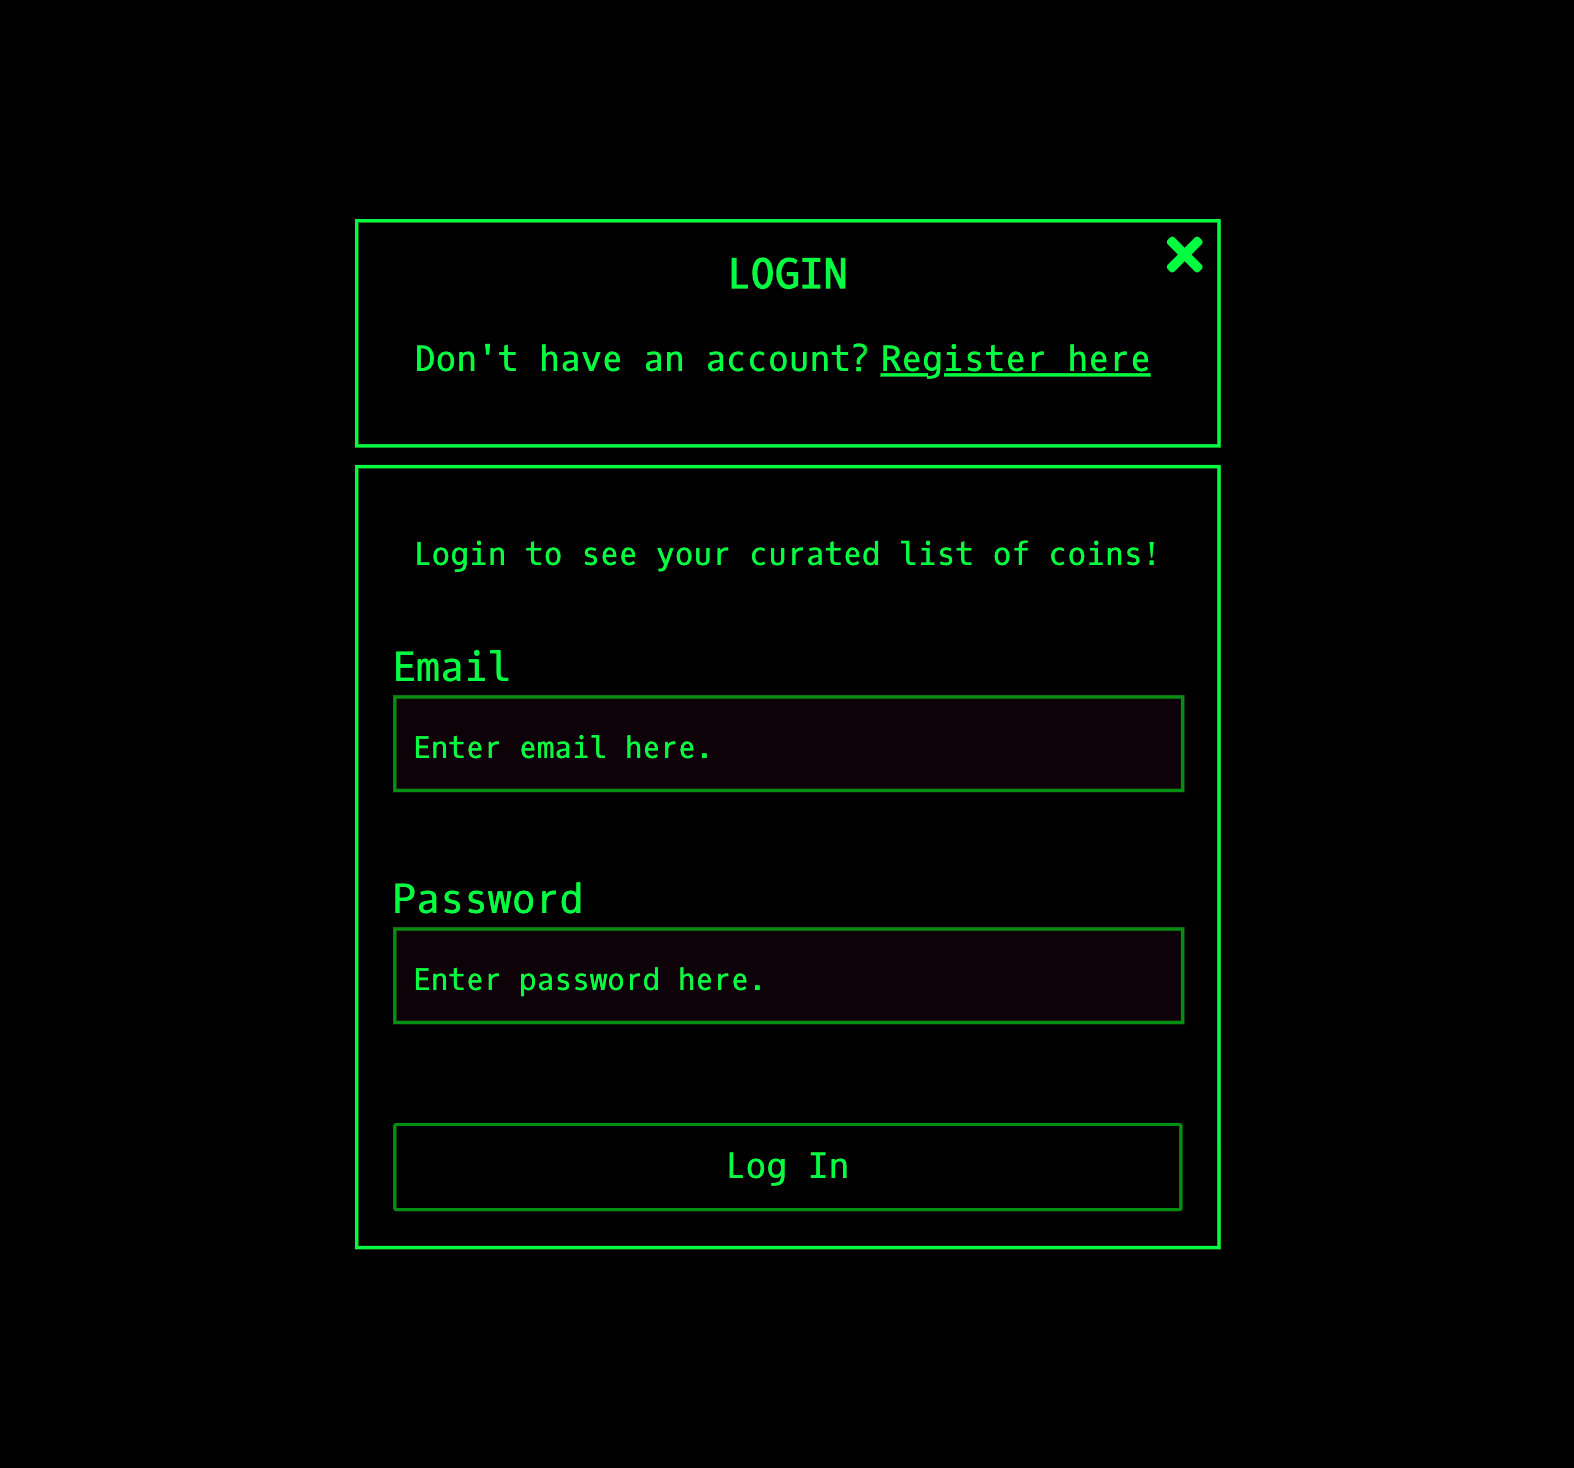 LOGIN
Don't have an account? Register here
Login to see your curated list of coins!
Email
Enter email here.
Password
Enter password here.
Log In